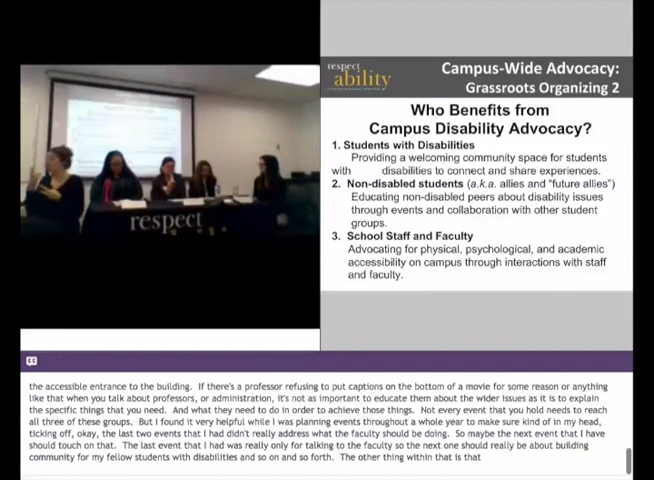 respect
ability
Campus-Wide Advocacy:
Grassroots Organizing 2
Who Benefits from
Campus Disability Advocacy?
1. Students with Disabilities
Providing a welcoming community space for students
with disabilities to connect and share experiences.
2. Non-disabled students (a.k.a. allies and "future allies")
Educating non-disabled peers about disability issues
through events and collaboration with other student
groups.
3. School Staff and Faculty
Advocating for physical, psychological, and academic
accessibility on campus through interactions with staff
and faculty.
respect
the accessible entrance to the building. If there's a professor refusing to put captions on the bottom of a movie for some reason or anything
like that when you talk about professors, or administration, it's not as important to educate them about the wider issues as it is to explain
the specific things that you need. And what they need to do in order to achieve those things. Not every event that you hold needs to reach
all three of these groups. But I found it very helpful while I was planning events throughout a whole year to make sure kind of in my head,
ticking off, okay, the last two events that I had didn't really address what the faculty should be doing. So maybe the next event that I have
should touch on that. The last event that I had was really only for talking to the faculty so the next one should really be about building
community for my fellow students with disabilities and so on and so forth. The other thing within that is that